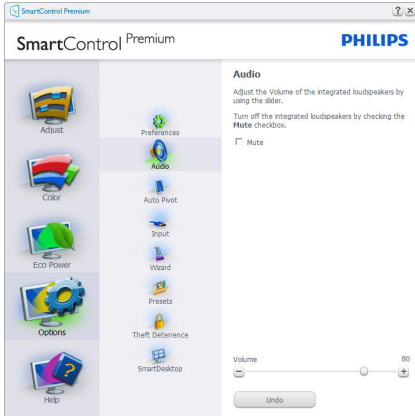 SmartControl Premium
SmartControl Premium
PHILIPS
Adjust
Color
Eco Power
Options
Help
Preferences
Audio
Auto Pivot
Input
Wizard
Presets
Theft Deterrence
SmartDesktop
Audio
Adjust the Volume of the integrated loudspeakers by
using the slider.
Turn off the integrated loudspeakers by checking the
Mute checkbox.
Mute
Volume 80
Undo